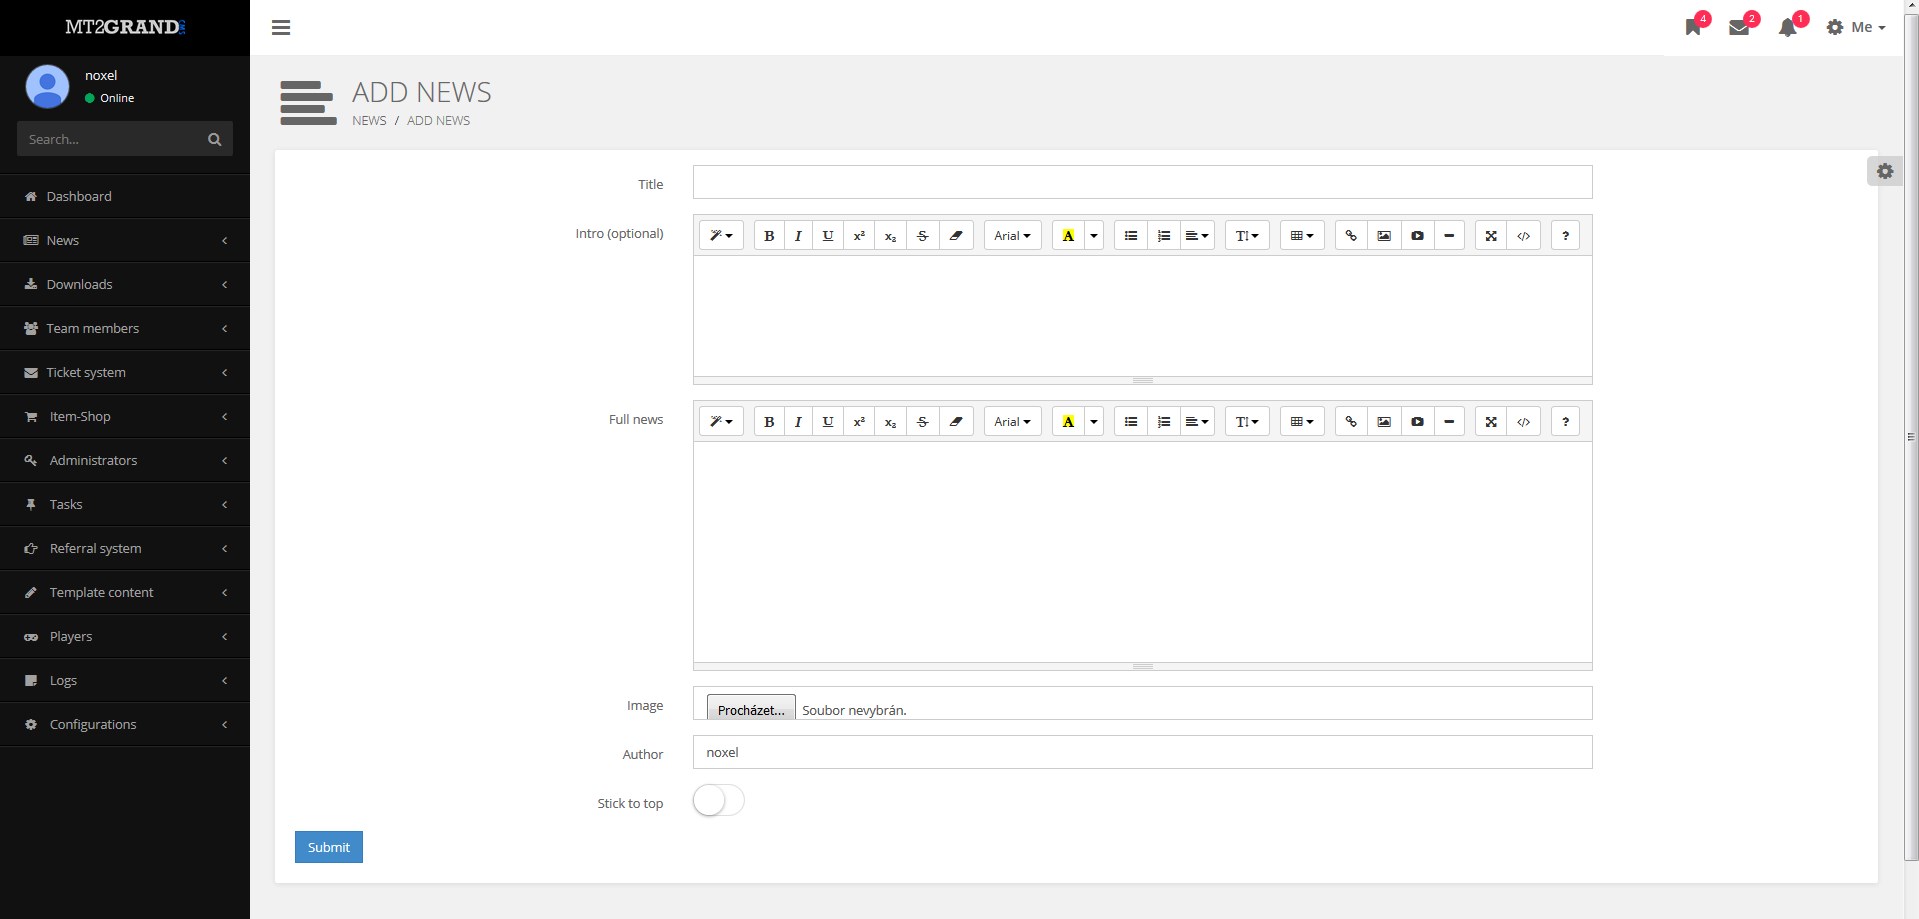 MT2GRAND CMS
noxel
Online
Search...
Dashboard
News
Downloads
Team members
Ticket system
Item-Shop
Administrators
Tasks
Referral system
Template content
Players
Logs
Configurations
4
2
1
Me
ADD NEWS
NEWS / ADD NEWS
Title
Intro (optional)
B I U x² x₂ S Arial A T </> ?
Full news
B I U x² x₂ S Arial A T </> ?
Image
Procházet... Soubor nevybrán.
Author
noxel
Stick to top
Submit